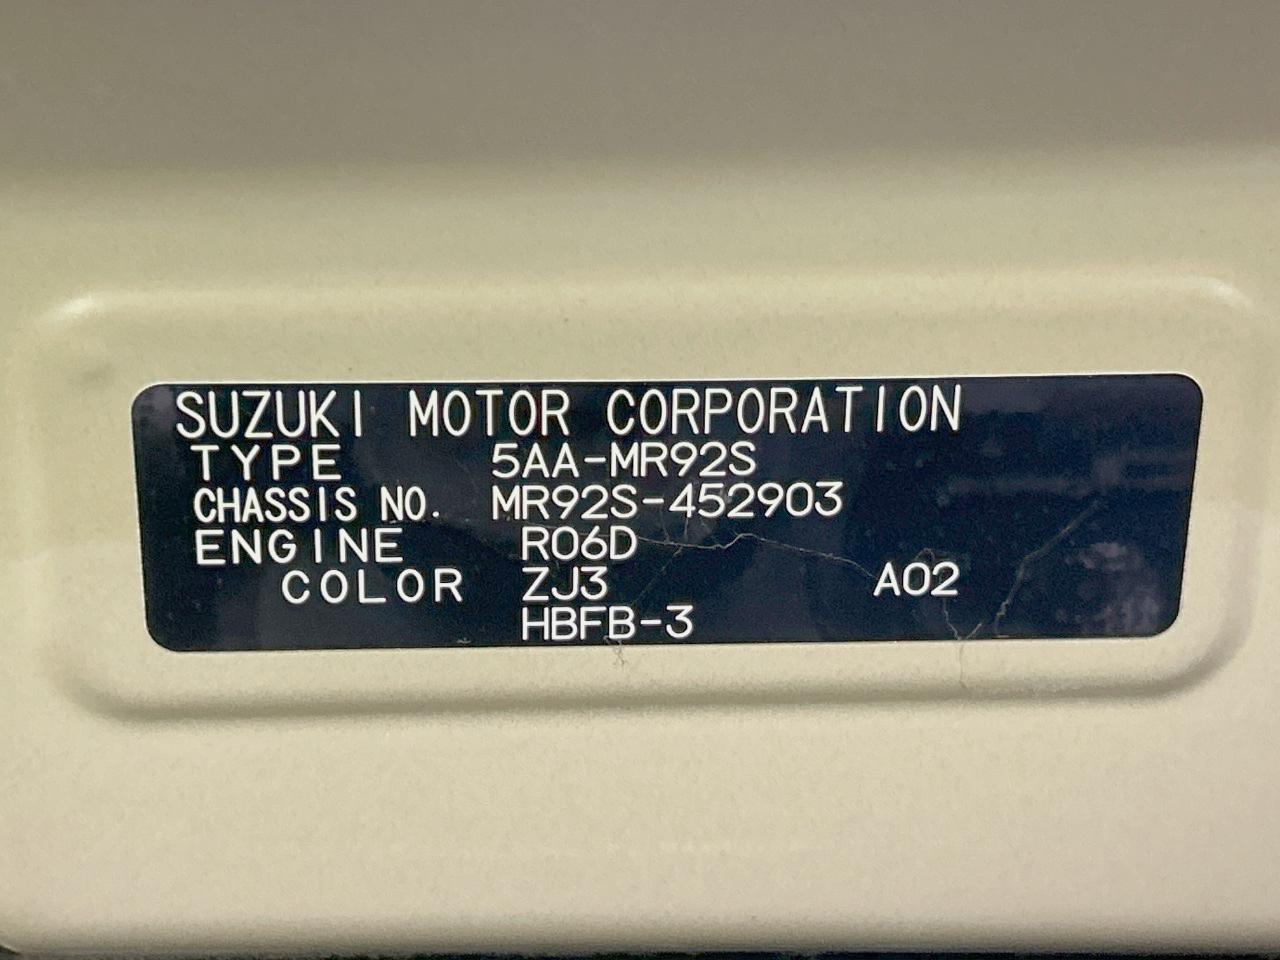 SUZUKI MOTOR CORPORATION
TYPE 5AA-MR92S
CHASSIS NO. MR92S-452903
ENGINE R06D
COLOR ZJ3 A02
HBFB-3